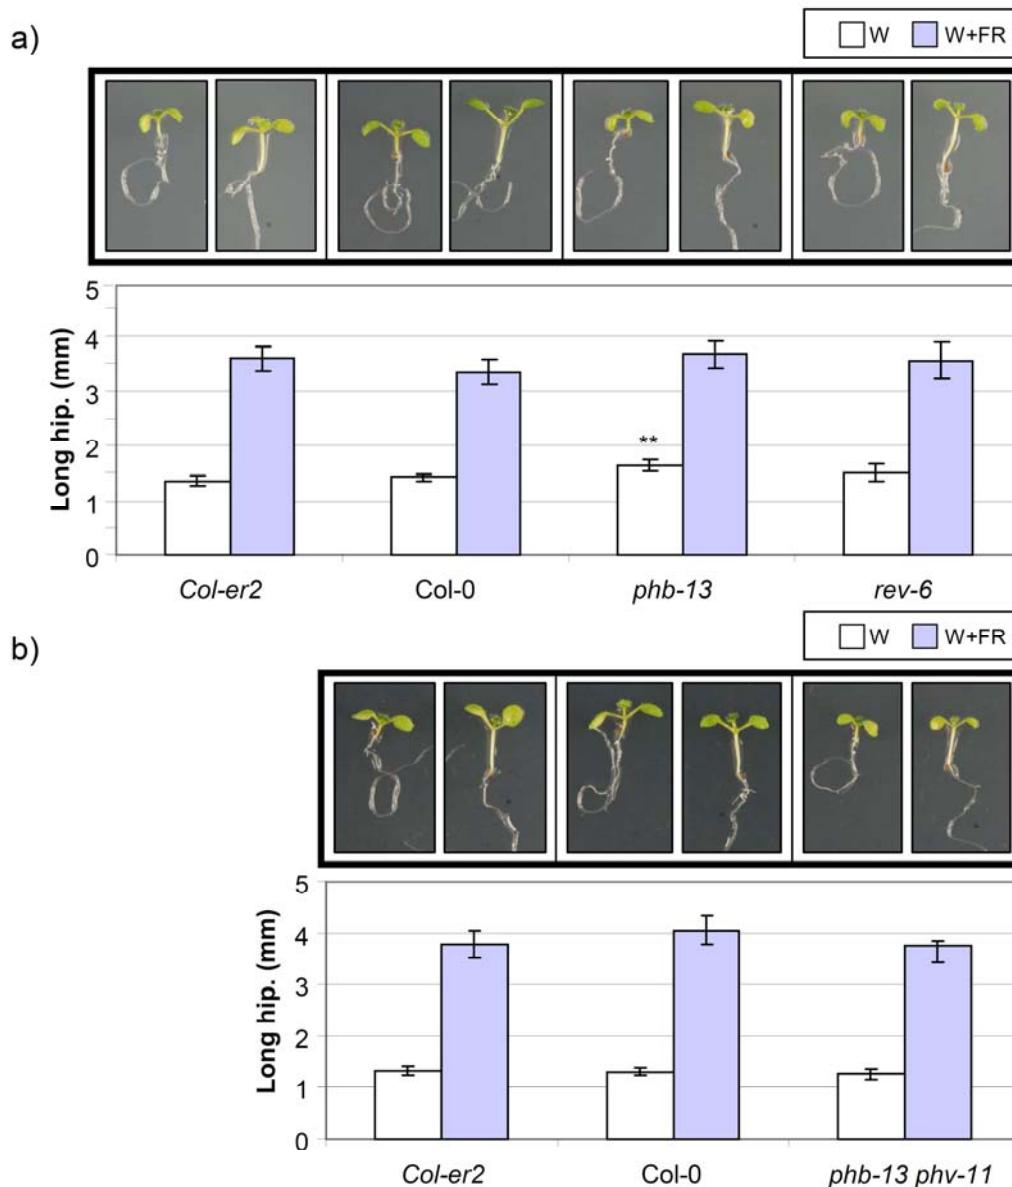 a)
W W+FR
5
4
3
2
1
0
Long hip. (mm)
**
Col-er2 Col-0 phb-13 rev-6
b)
W W+FR
5
4
3
2
1
0
Long hip. (mm)
Col-er2 Col-0 phb-13 phv-11